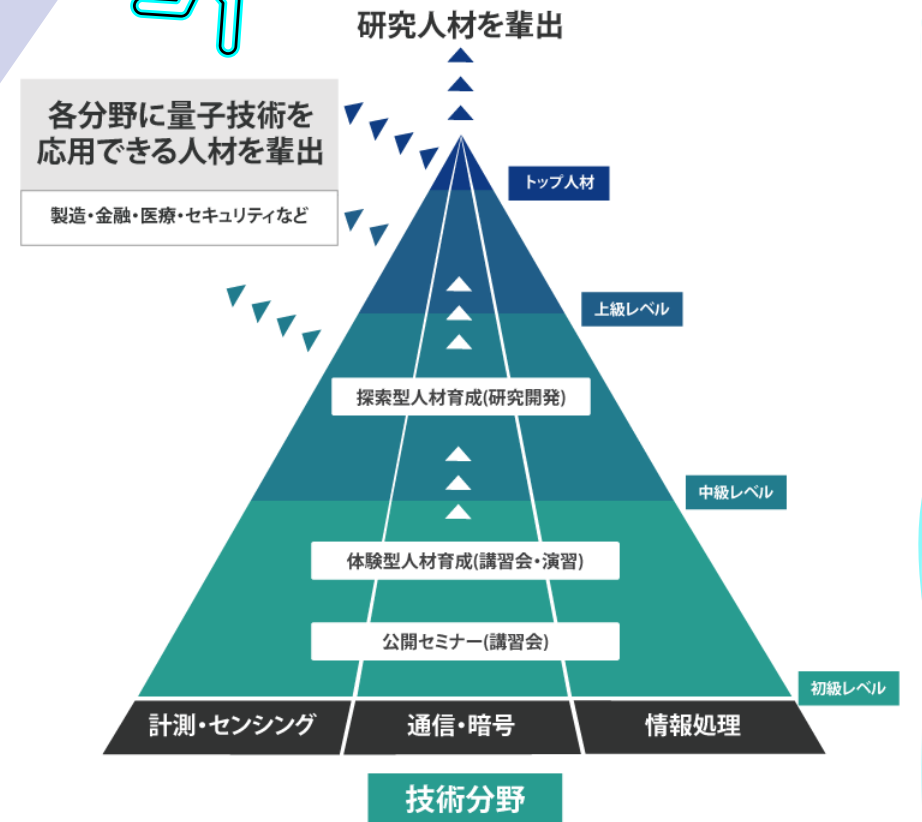 研究人材を輩出
各分野に量子技術を
応用できる人材を輩出
製造・金融・医療・セキュリティなど
トップ人材
上級レベル
探索型人材育成(研究開発)
中級レベル
体験型人材育成(講習会・演習)
公開セミナー(講習会)
初級レベル
計測・センシング
通信・暗号
情報処理
技術分野